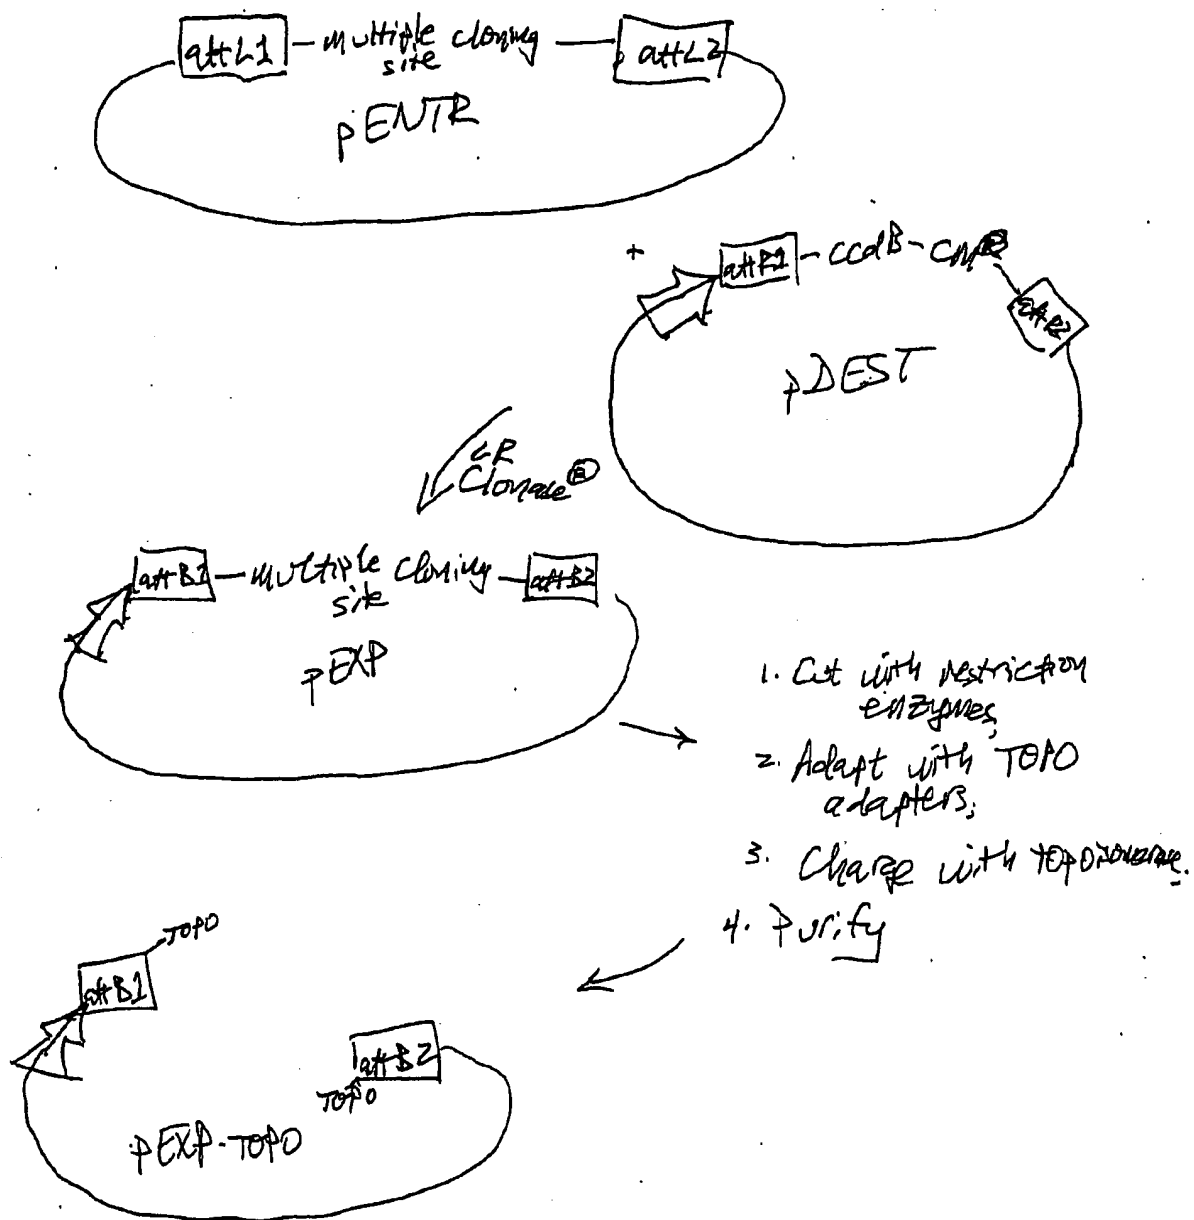 attL1 - multiple cloning site - attL2
pENTR
+
attR1 - ccdB - CmR
attR2
pDEST
LR
Clonase®
attB1 - multiple cloning site - attB2
pEXP
1. Cut with restriction
enzymes;
2. Adapt with TOPO
adapters;
3. Charge with topoisomerase.
4. Purify
TOPO
attB1
attB2
TOPO
pEXP-TOPO